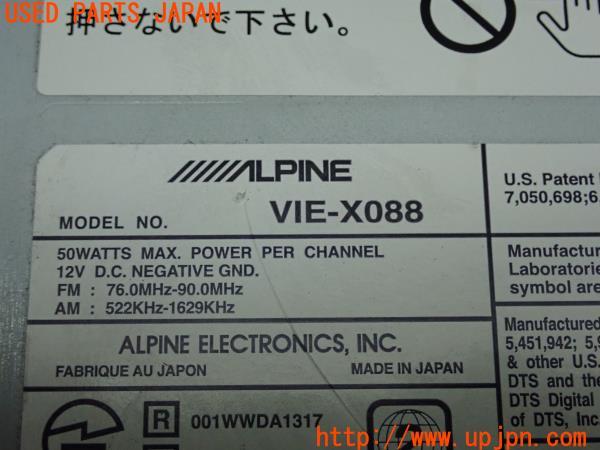 USED PARTS JAPAN
押さないで下さい。
ALPINE
MODEL NO. VIE-X088
50WATTS MAX. POWER PER CHANNEL
12V D.C. NEGATIVE GND.
FM : 76.0MHz-90.0MHz
AM : 522KHz-1629KHz
ALPINE ELECTRONICS, INC.
FABRIQUE AU JAPON MADE IN JAPAN
R 001WWDA1317
U.S. Patent
7,050,698;6
Manufactur
Laboratorie
symbol are
Manufactured
5,451,942; 5,9
& other U.S.
DTS and the
DTS Digital
of DTS, Inc
http://www.upjpn.com